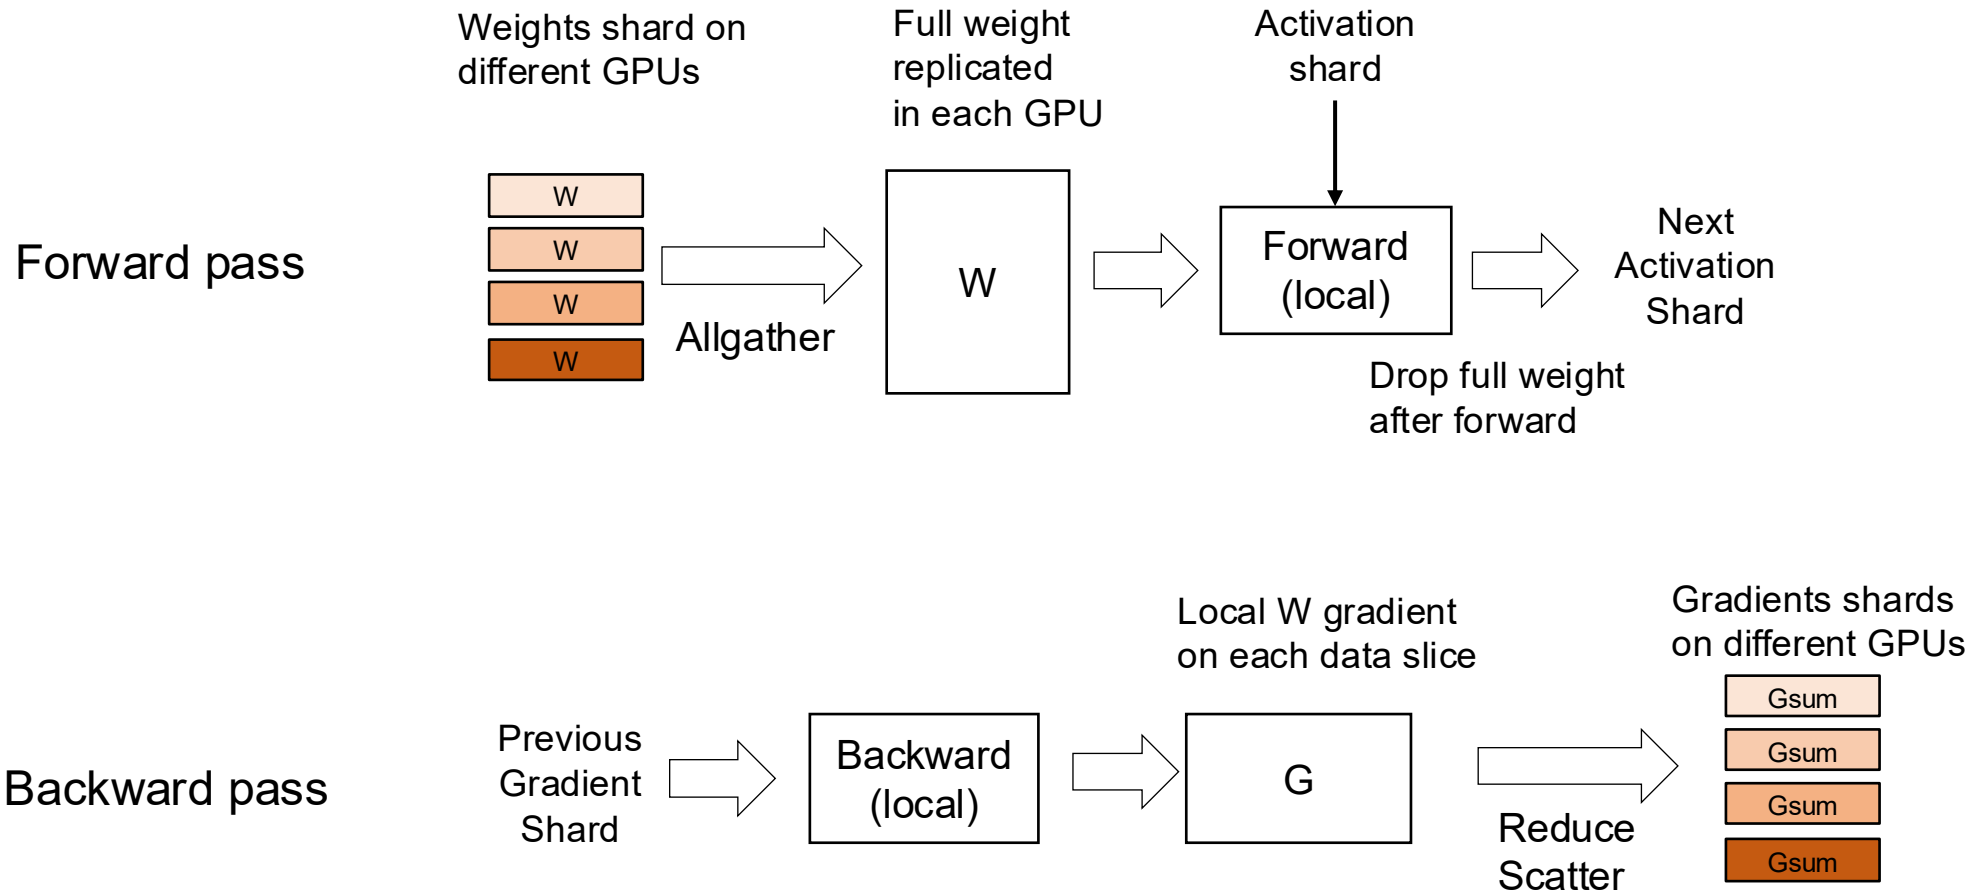 Weights shard on
different GPUs
Full weight
replicated
in each GPU
Activation
shard
Forward pass
W
W
W
W
Allgather
W
Forward
(local)
Next
Activation
Shard
Drop full weight
after forward
Backward pass
Previous
Gradient
Shard
Backward
(local)
Local W gradient
on each data slice
G
Reduce
Scatter
Gradients shards
on different GPUs
Gsum
Gsum
Gsum
Gsum